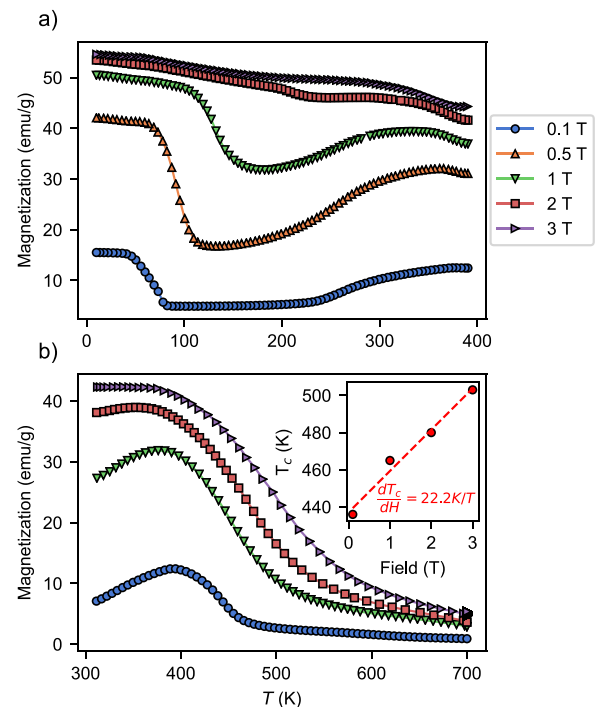 a)
Magnetization (emu/g)
50
40
30
20
10
0
100
200
300
400
0.1 T
0.5 T
1 T
2 T
3 T
b)
Magnetization (emu/g)
40
30
20
10
0
300
400
500
600
700
T (K)
T_c (K)
500
480
460
440
dT_c/dH = 22.2K/T
0
1
2
3
Field (T)